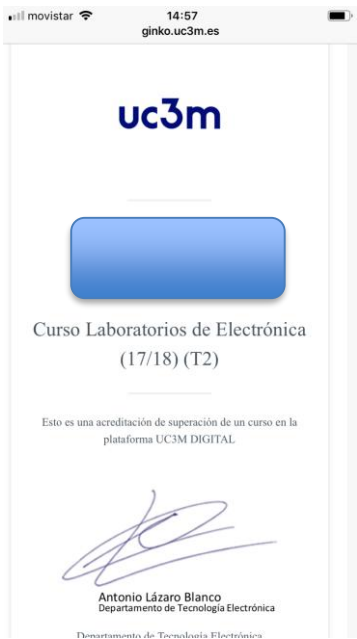 movistar 14:57
ginko.uc3m.es
uc3m
Curso Laboratorios de Electrónica
(17/18) (T2)
Esto es una acreditación de superación de un curso en la
plataforma UC3M DIGITAL
Antonio Lázaro Blanco
Departamento de Tecnología Electrónica
Departamento de Tecnología Electrónica